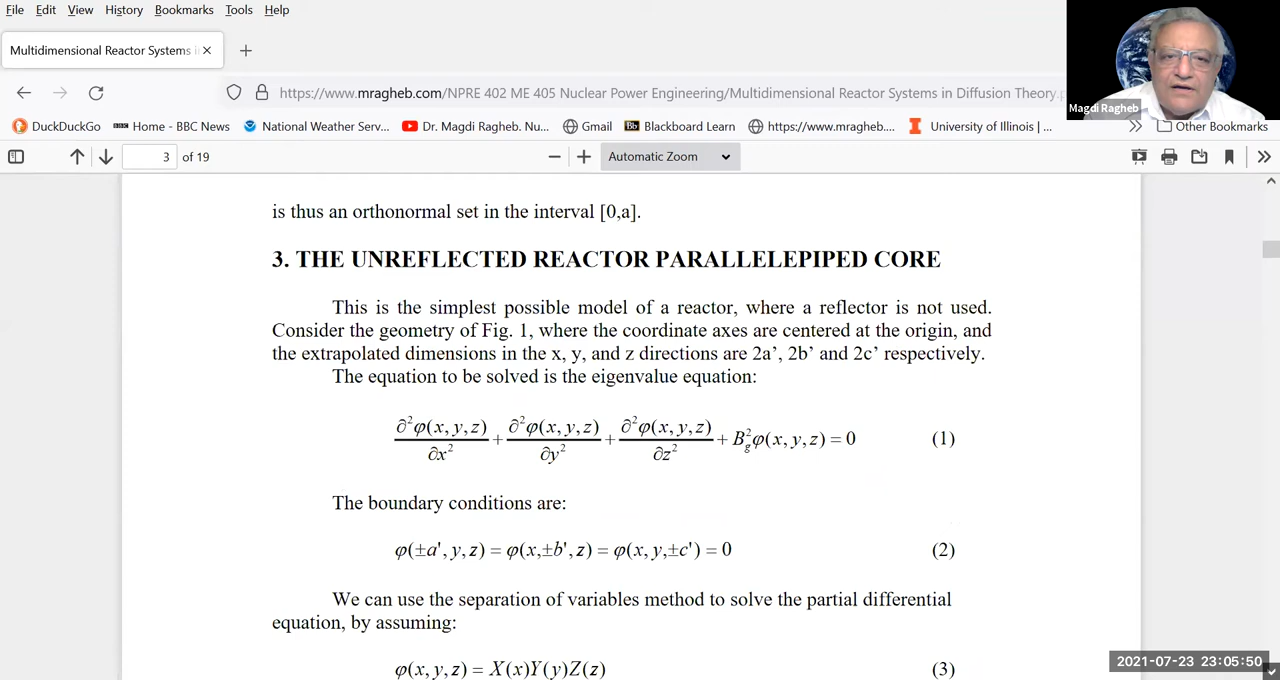 File Edit View History Bookmarks Tools Help
Multidimensional Reactor Systems i
https://www.mragheb.com/NPRE 402 ME 405 Nuclear Power Engineering/Multidimensional Reactor Systems in Diffusion Theory.p
Magdi Ragheb
DuckDuckGo Home - BBC News National Weather Serv... Dr. Magdi Ragheb. Nu... Gmail Blackboard Learn https://www.mragheb.... University of Illinois | ... Other Bookmarks
3 of 19 Automatic Zoom
is thus an orthonormal set in the interval [0,a].
3. THE UNREFLECTED REACTOR PARALLELEPIPED CORE
This is the simplest possible model of a reactor, where a reflector is not used.
Consider the geometry of Fig. 1, where the coordinate axes are centered at the origin, and
the extrapolated dimensions in the x, y, and z directions are 2a’, 2b’ and 2c’ respectively.
The equation to be solved is the eigenvalue equation:
∂²φ(x,y,z)/∂x² + ∂²φ(x,y,z)/∂y² + ∂²φ(x,y,z)/∂z² + B_g²φ(x,y,z) = 0 (1)
The boundary conditions are:
φ(±a',y,z) = φ(x,±b',z) = φ(x,y,±c') = 0 (2)
We can use the separation of variables method to solve the partial differential
equation, by assuming:
φ(x,y,z) = X(x)Y(y)Z(z) (3)
2021-07-23 23:05:50